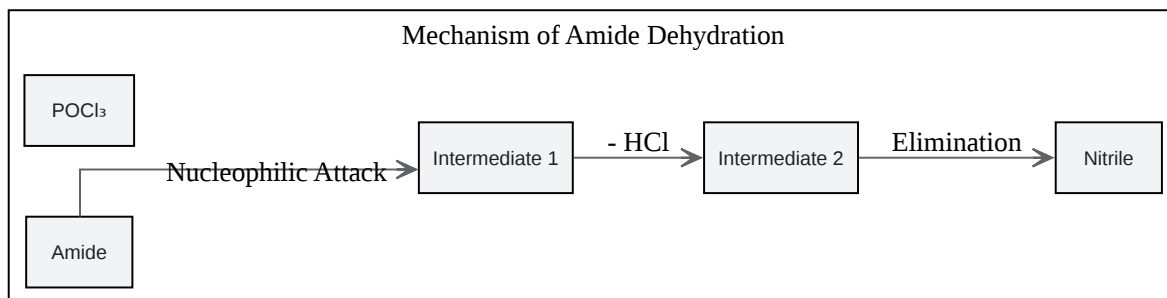 Mechanism of Amide Dehydration
POCl₃
Nucleophilic Attack
Amide
Intermediate 1
- HCl
Intermediate 2
Elimination
Nitrile